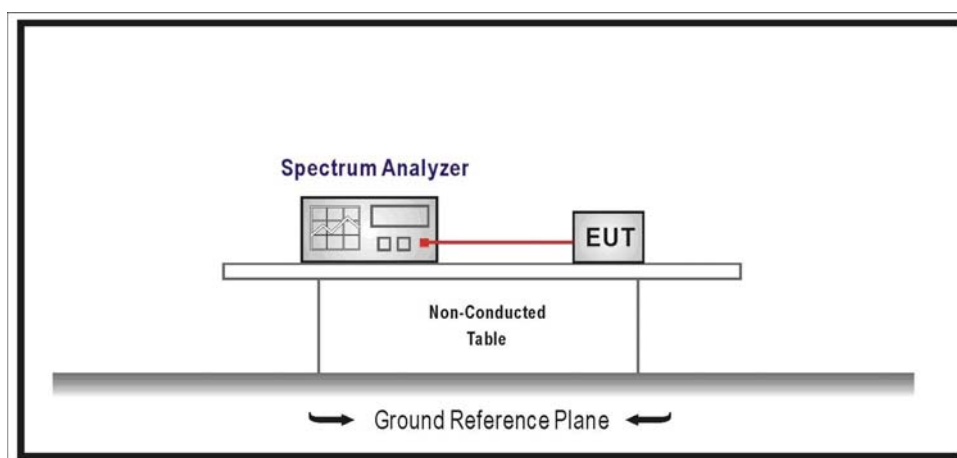 Spectrum Analyzer
EUT
Non-Conducted
Table
Ground Reference Plane